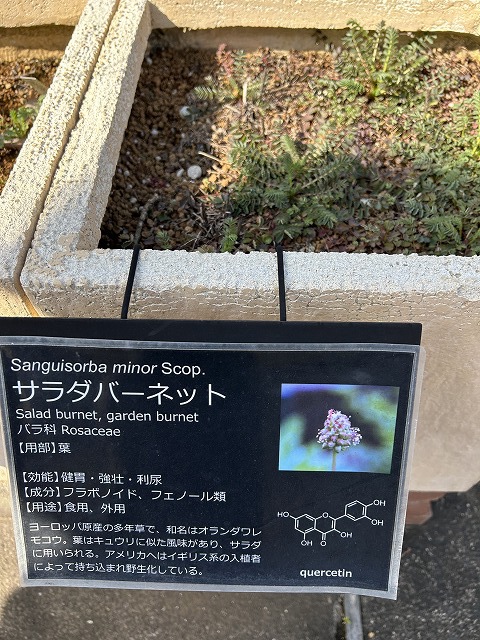 Sanguisorba minor Scop.
サラダバーネット
Salad burnet, garden burnet
バラ科 Rosaceae
【用部】葉
【効能】健胃・強壮・利尿
【成分】フラボノイド、フェノール類
【用途】食用、外用
ヨーロッパ原産の多年草で、和名はオランダワレ
モコウ。葉はキュウリに似た風味があり、サラダ
に用いられる。アメリカへはイギリス系の入植者
によって持ち込まれ野生化している。
OH
HO
O
OH
OH
OH
O
quercetin